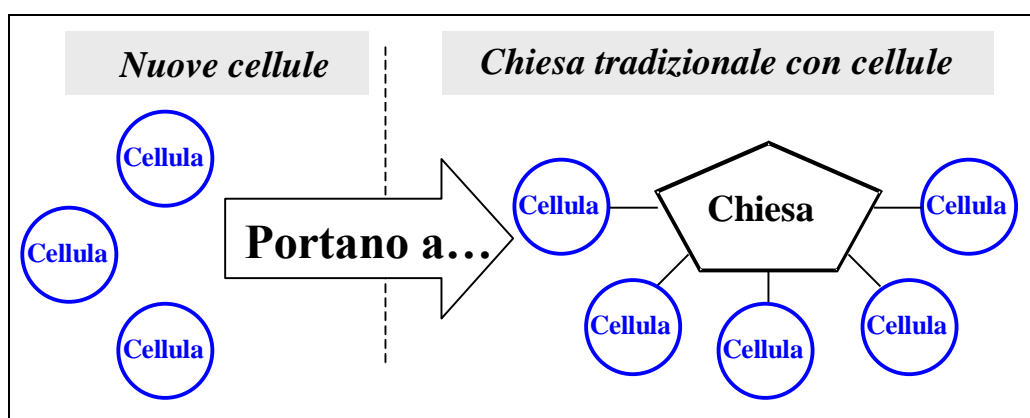 Nuove cellule
Chiesa tradizionale con cellule
Cellula
Cellula
Cellula
Portano a…
Cellula
Chiesa
Cellula
Cellula
Cellula
Cellula